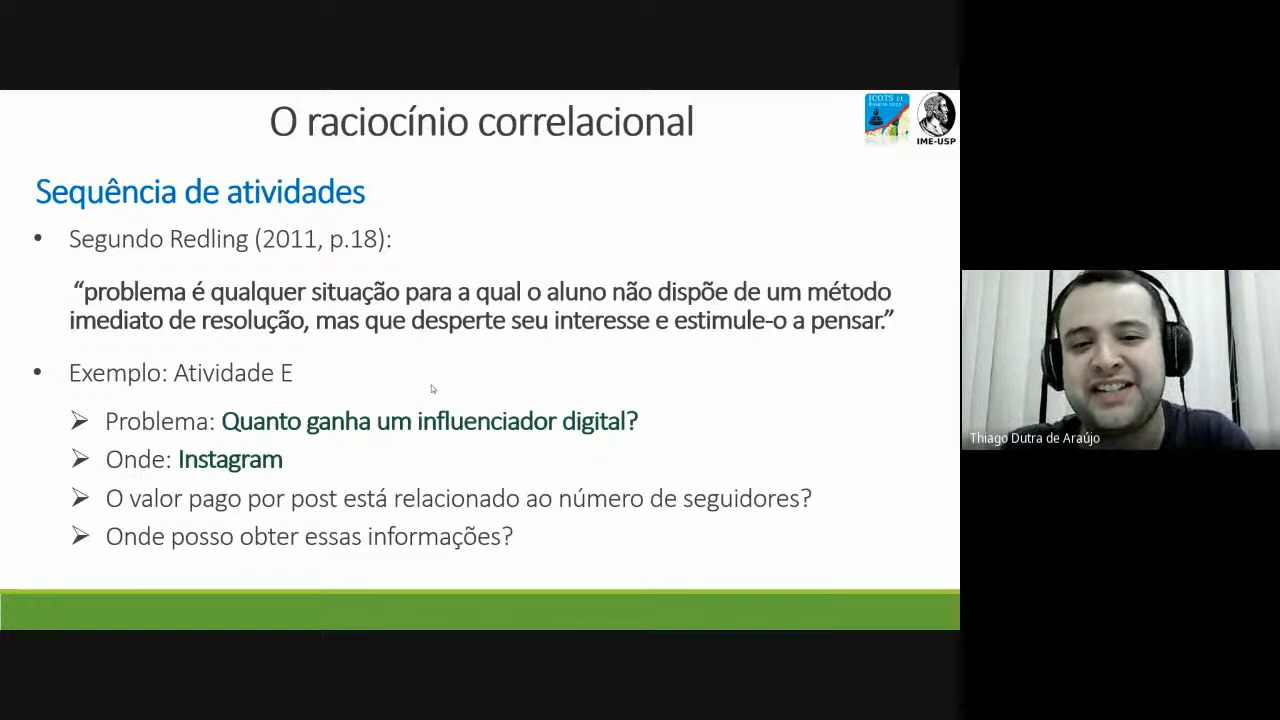 O raciocínio correlacional
ICOTS 11
IME-USP
Sequência de atividades
• Segundo Redling (2011, p.18):
“problema é qualquer situação para a qual o aluno não dispõe de um método
imediato de resolução, mas que desperte seu interesse e estimule-o a pensar.”
• Exemplo: Atividade E
➢ Problema: Quanto ganha um influenciador digital?
➢ Onde: Instagram
➢ O valor pago por post está relacionado ao número de seguidores?
➢ Onde posso obter essas informações?
Thiago Dutra de Araújo